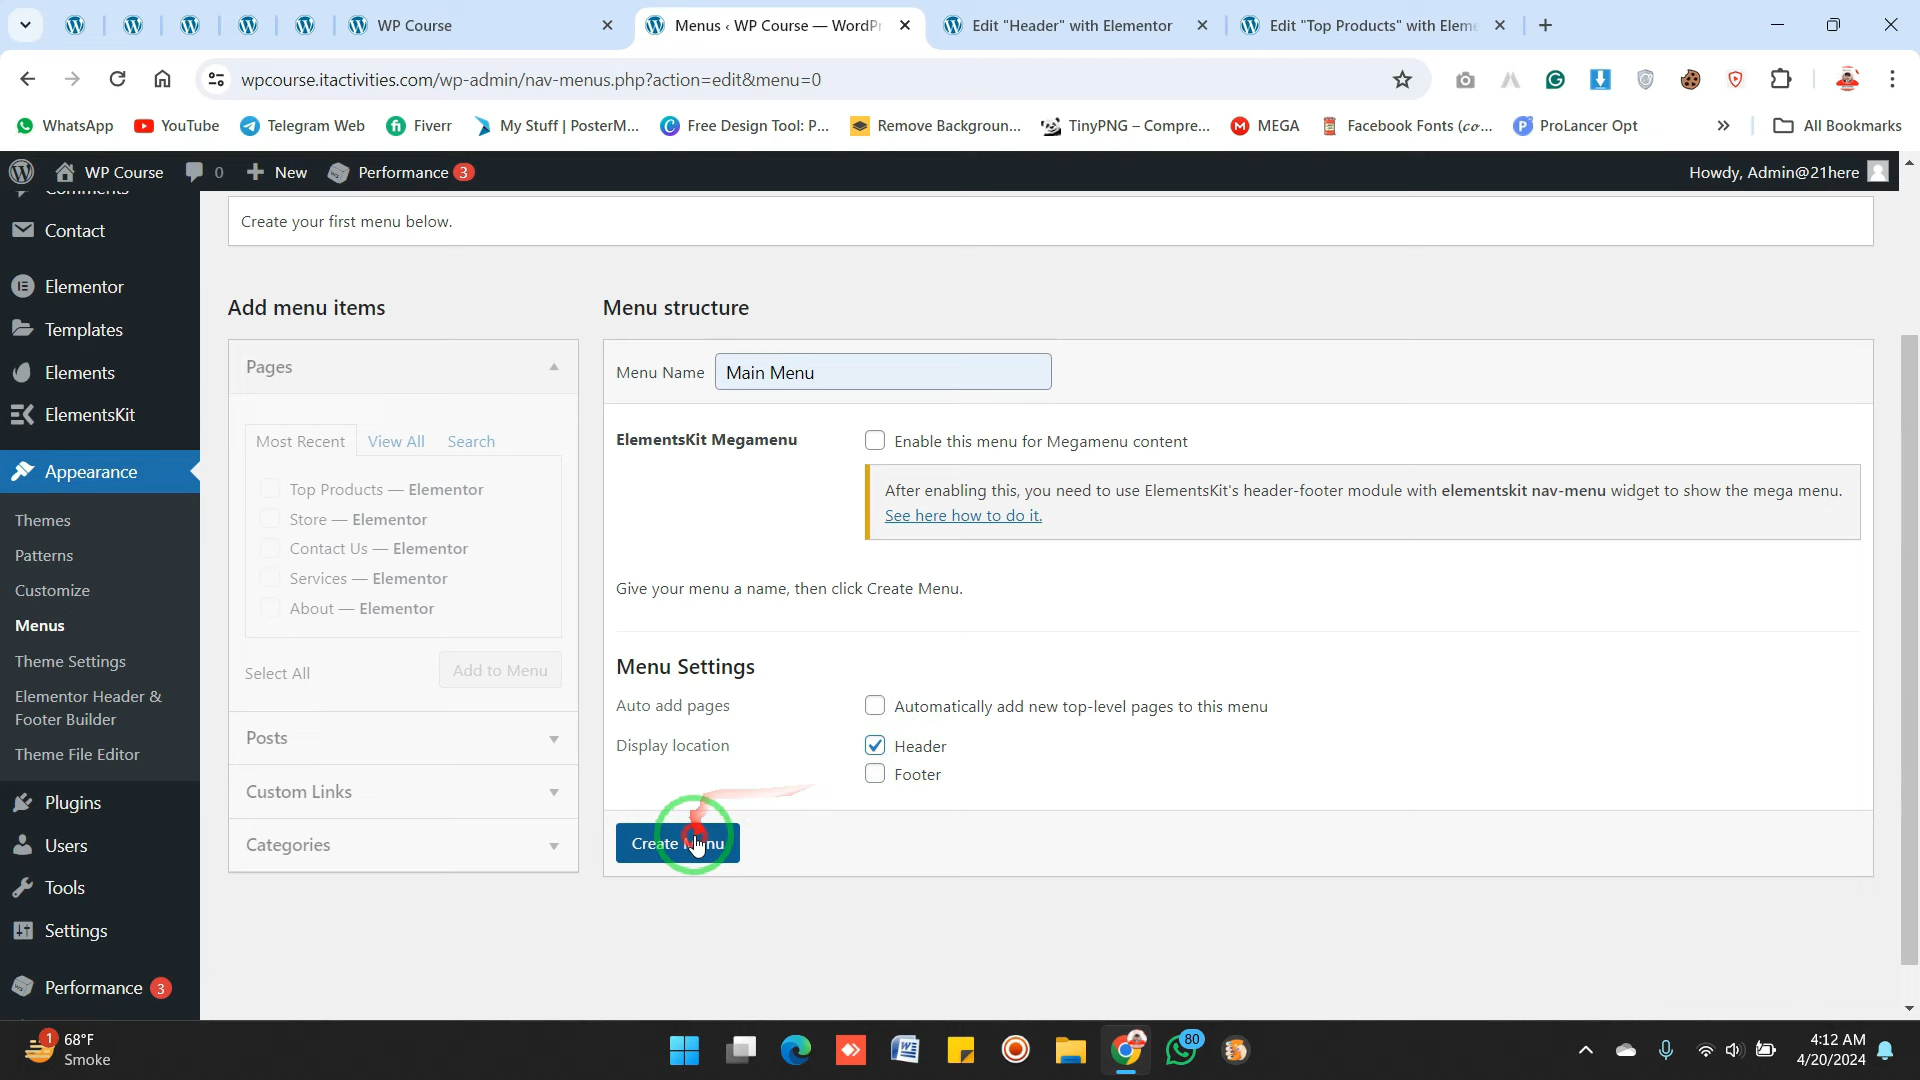 WP Course
Menus ‹ WP Course — WordPr
Edit "Header" with Elementor
Edit "Top Products" with Eleme
wpcourse.itactivities.com/wp-admin/nav-menus.php?action=edit&menu=0
WhatsApp
YouTube
Telegram Web
Fiverr
My Stuff | PosterM...
Free Design Tool: P...
Remove Backgroun...
TinyPNG – Compre...
MEGA
Facebook Fonts (co...
ProLancer Opt
All Bookmarks
WP Course
0
New
Performance 3
Howdy, Admin@21here
Comments
Contact
Elementor
Templates
Elements
ElementsKit
Appearance
Themes
Patterns
Customize
Menus
Theme Settings
Elementor Header &
Footer Builder
Theme File Editor
Plugins
Users
Tools
Settings
Performance 3
Create your first menu below.
Add menu items
Pages
Most Recent
View All
Search
Top Products — Elementor
Store — Elementor
Contact Us — Elementor
Services — Elementor
About — Elementor
Select All
Add to Menu
Posts
Custom Links
Categories
Menu structure
Menu Name
Main Menu
ElementsKit Megamenu
Enable this menu for Megamenu content
After enabling this, you need to use ElementsKit's header-footer module with elementskit nav-menu widget to show the mega menu.
See here how to do it.
Give your menu a name, then click Create Menu.
Menu Settings
Auto add pages
Automatically add new top-level pages to this menu
Display location
Header
Footer
Create Menu
1
68°F
Smoke
80
4:12 AM
4/20/2024